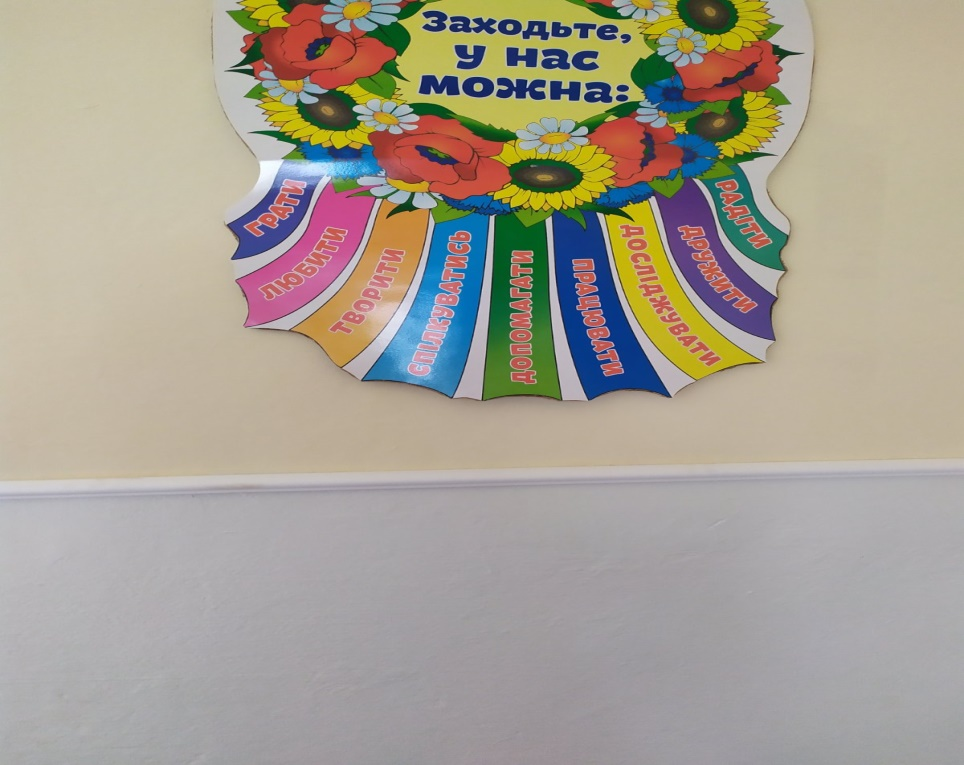 Заходьте,
у нас
можна:
ГРАТИ
ЛЮБИТИ
ТВОРИТИ
СПІЛКУВАТИСЬ
ДОПОМАГАТИ
ПРАЦЮВАТИ
ДОСЛІДЖУВАТИ
ДРУЖИТИ
РАДІТИ